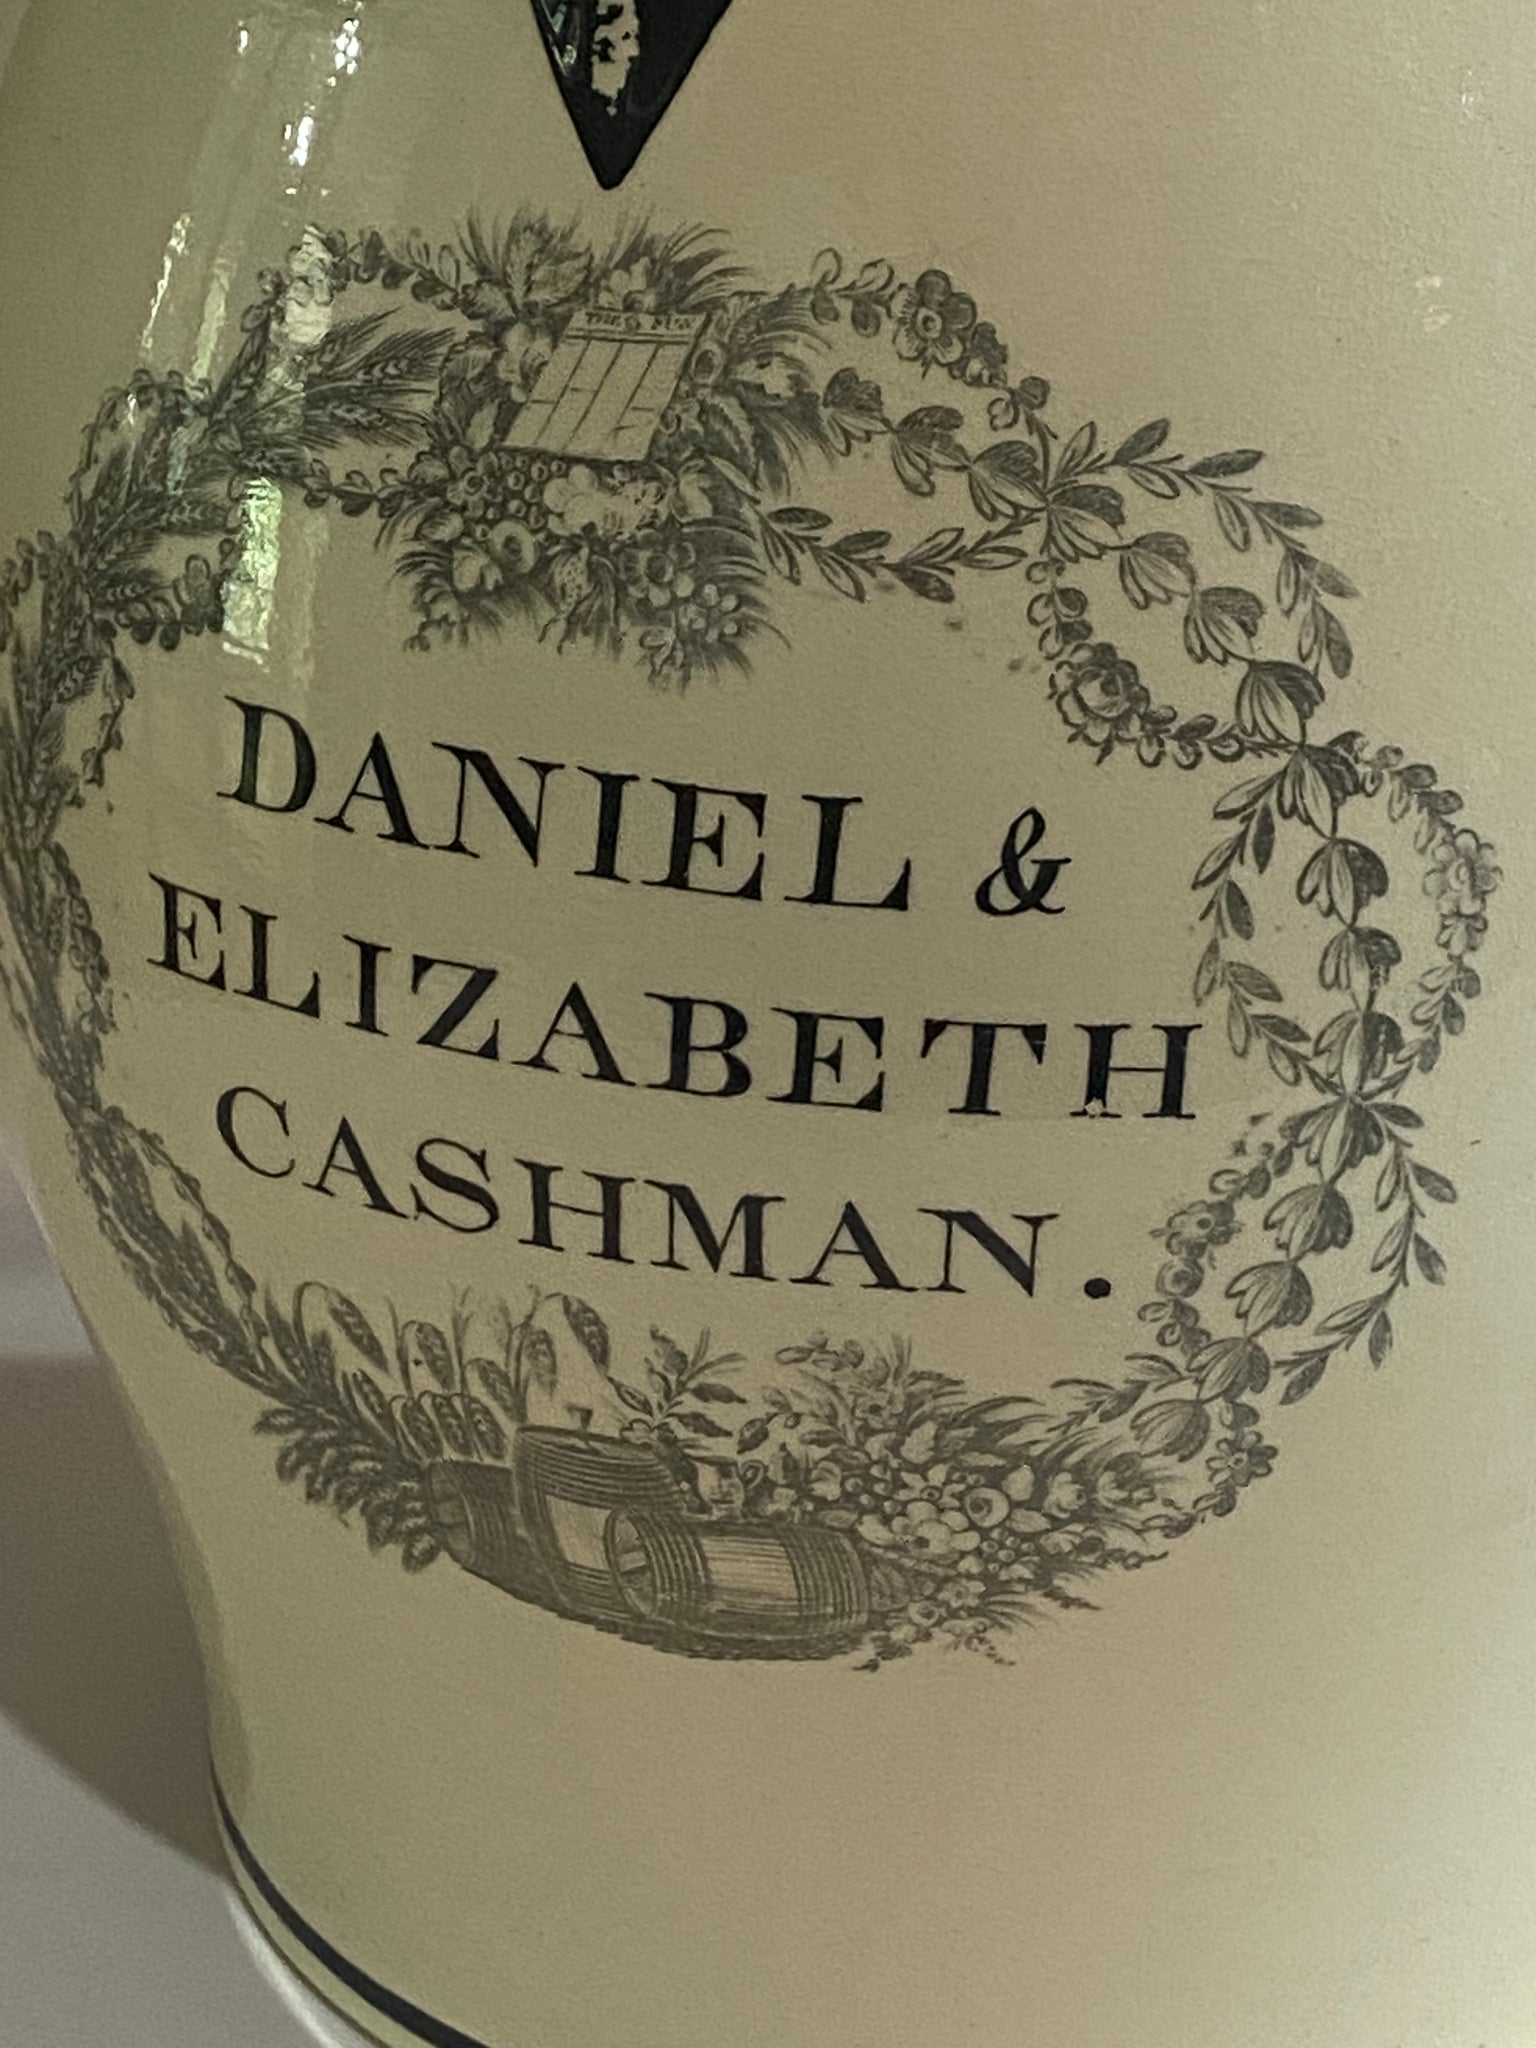 DANIEL &
ELIZABETH
CASHMAN.